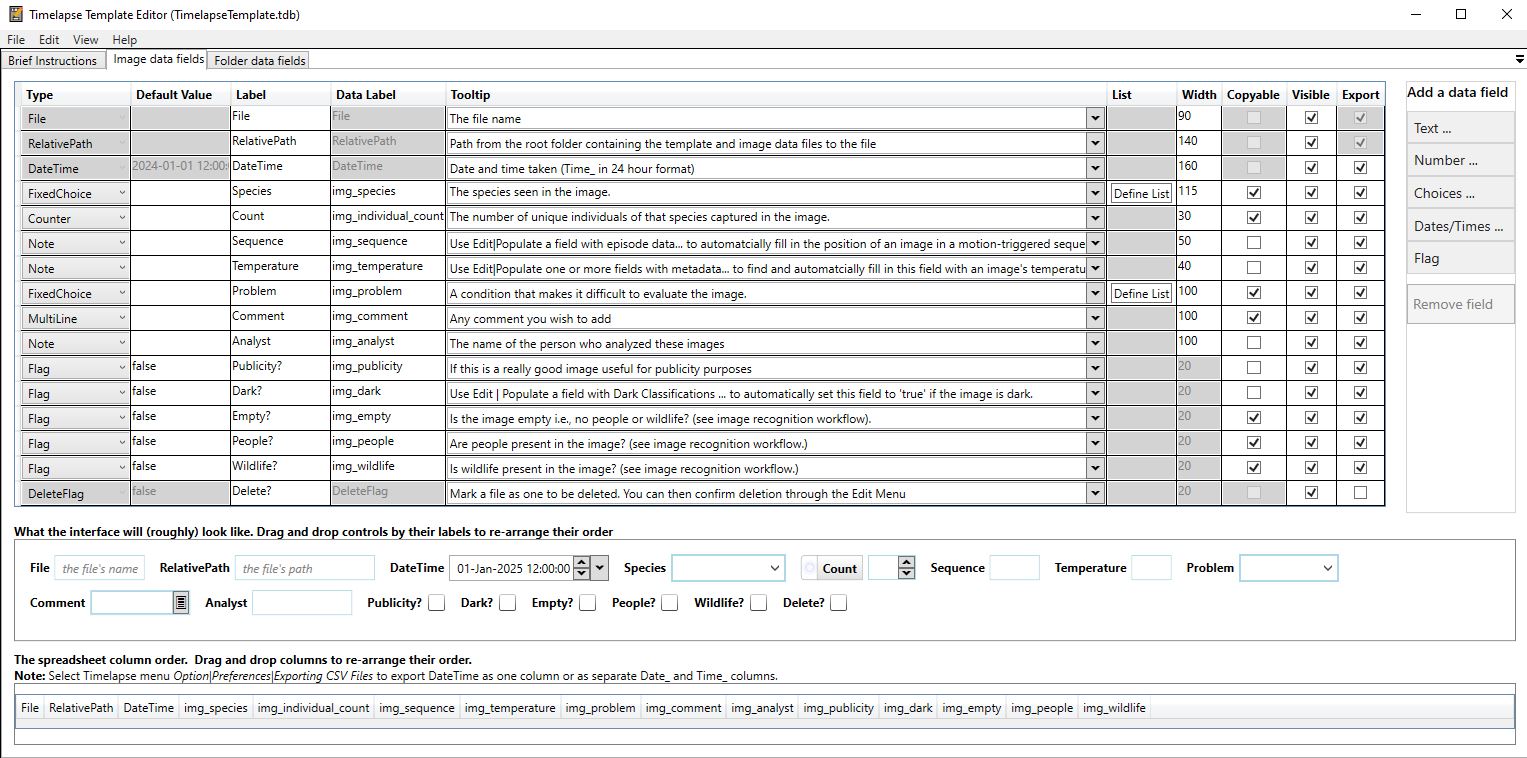 Timelapse Template Editor (TimelapseTemplate.tdb)
File Edit View Help
Brief Instructions Image data fields Folder data fields
Type Default Value Label Data Label Tooltip List Width Copyable Visible Export
File File File The file name 90
RelativePath RelativePath RelativePath Path from the root folder containing the template and image data files to the file 140
DateTime 2024-01-01 12:00: DateTime DateTime Date and time taken (Time_ in 24 hour format) 160
FixedChoice Species img_species The species seen in the image. Define List 115
Counter Count img_individual_count The number of unique individuals of that species captured in the image. 30
Note Sequence img_sequence Use Edit|Populate a field with episode data... to automatcially fill in the position of an image in a motion-triggered seque 50
Note Temperature img_temperature Use Edit|Populate one or more fields with metadata... to find and automatcially fill in this field with an image's temperatu 40
FixedChoice Problem img_problem A condition that makes it difficult to evaluate the image. Define List 100
MultiLine Comment img_comment Any comment you wish to add 100
Note Analyst img_analyst The name of the person who analyzed these images 100
Flag false Publicity? img_publicity If this is a really good image useful for publicity purposes 20
Flag false Dark? img_dark Use Edit | Populate a field with Dark Classifications ... to automatically set this field to 'true' if the image is dark. 20
Flag false Empty? img_empty Is the image empty i.e., no people or wildlife? (see image recognition workflow). 20
Flag false People? img_people Are people present in the image? (see image recognition workflow.) 20
Flag false Wildlife? img_wildlife Is wildlife present in the image? (see image recognition workflow.) 20
DeleteFlag false Delete? DeleteFlag Mark a file as one to be deleted. You can then confirm deletion through the Edit Menu 20
Add a data field
Text ...
Number ...
Choices ...
Dates/Times ...
Flag
Remove field
What the interface will (roughly) look like. Drag and drop controls by their labels to re-arrange their order
File the file's name RelativePath the file's path DateTime 01-Jan-2025 12:00:00 Species Count Sequence Temperature Problem
Comment Analyst Publicity? Dark? Empty? People? Wildlife? Delete?
The spreadsheet column order. Drag and drop columns to re-arrange their order.
Note: Select Timelapse menu Option|Preferences|Exporting CSV Files to export DateTime as one column or as separate Date_ and Time_ columns.
File RelativePath DateTime img_species img_individual_count img_sequence img_temperature img_problem img_comment img_analyst img_publicity img_dark img_empty img_people img_wildlife